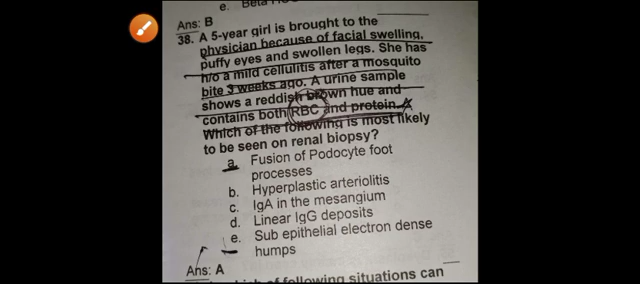 e. Beta
Ans: B
38. A 5-year girl is brought to the
physician because of facial swelling,
puffy eyes and swollen legs. She has
h/o a mild cellulitis after a mosquito
bite 3 weeks ago. A urine sample
shows a reddish brown hue and
contains both RBC and protein. A
Which of the following is most likely
to be seen on renal biopsy?
a. Fusion of Podocyte foot
processes
b. Hyperplastic arteriolitis
c. IgA in the mesangium
d. Linear IgG deposits
e. Sub epithelial electron dense
humps
Ans: A
of following situations can